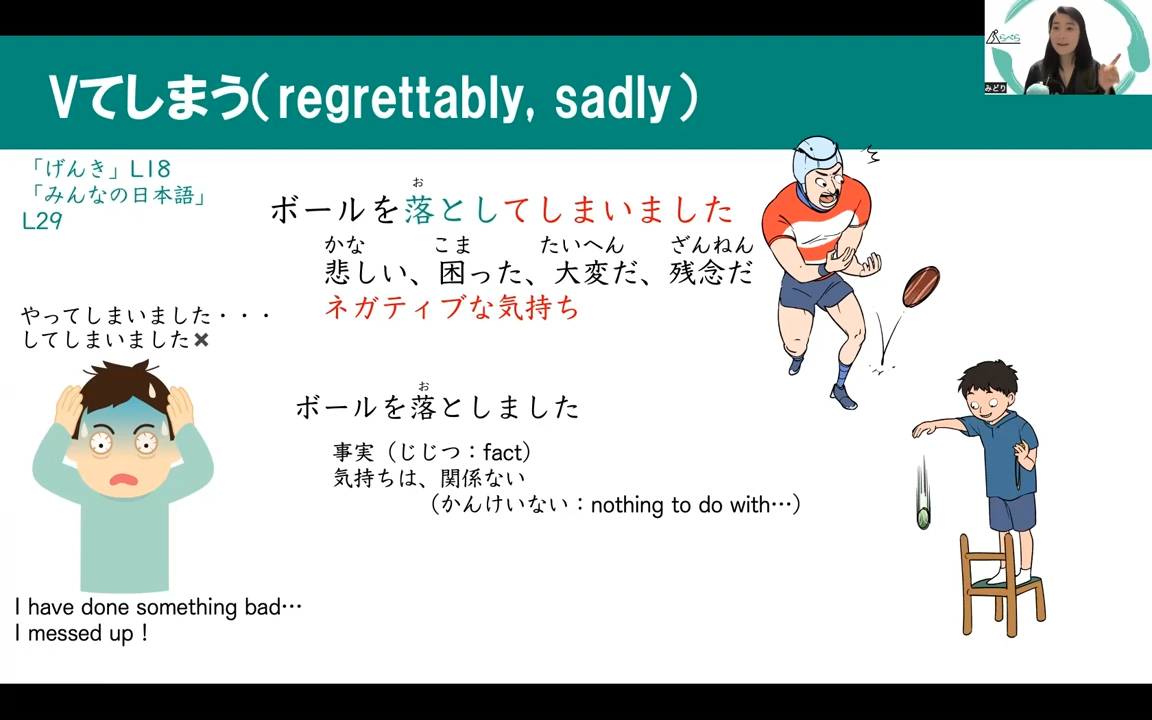 Vてしまう(regrettably, sadly)
らぺら
みどり
「げんき」L18
「みんなの日本語」
L29
お
ボールを落としてしまいました
かな こま たいへん ざんねん
悲しい、困った、大変だ、残念だ
ネガティブな気持ち
やってしまいました・・・
してしまいました✖
お
ボールを落としました
事実（じじつ：fact）
気持ちは、関係ない
（かんけいない：nothing to do with…）
I have done something bad…
I messed up！